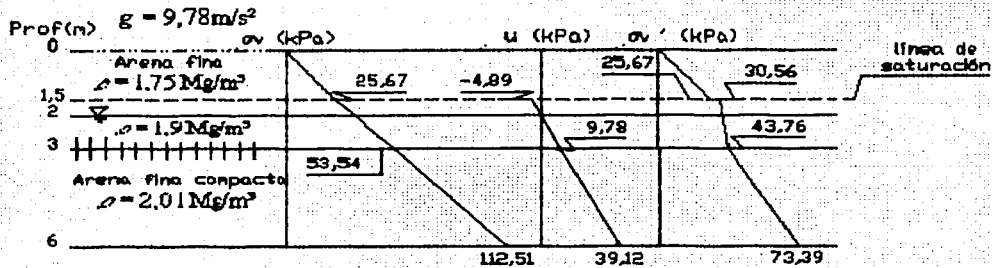 g = 9,78m/s²
Prof(m) σv (kPa) u (kPa) σv ' (kPa)
0
línea de
saturación
Arena fina
ρ=1.75Mg/m³
25,67 -4,89 25,67 30,56
1,5
2
ρ=1.9Mg/m³
9,78 43,76
3
53,54
Arena fina compacta
ρ=2,01Mg/m³
6
112,51 39,12 73,39